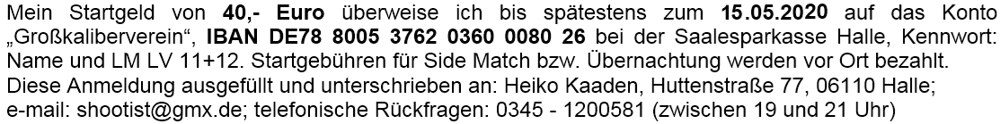 Mein Startgeld von 40,- Euro überweise ich bis spätestens zum 15.05.2020 auf das Konto
„Großkaliberverein“, IBAN DE78 8005 3762 0360 0080 26 bei der Saalesparkasse Halle, Kennwort:
Name und LM LV 11+12. Startgebühren für Side Match bzw. Übernachtung werden vor Ort bezahlt.
Diese Anmeldung ausgefüllt und unterschrieben an: Heiko Kaaden, Huttenstraße 77, 06110 Halle;
e-mail: shootist@gmx.de; telefonische Rückfragen: 0345 - 1200581 (zwischen 19 und 21 Uhr)